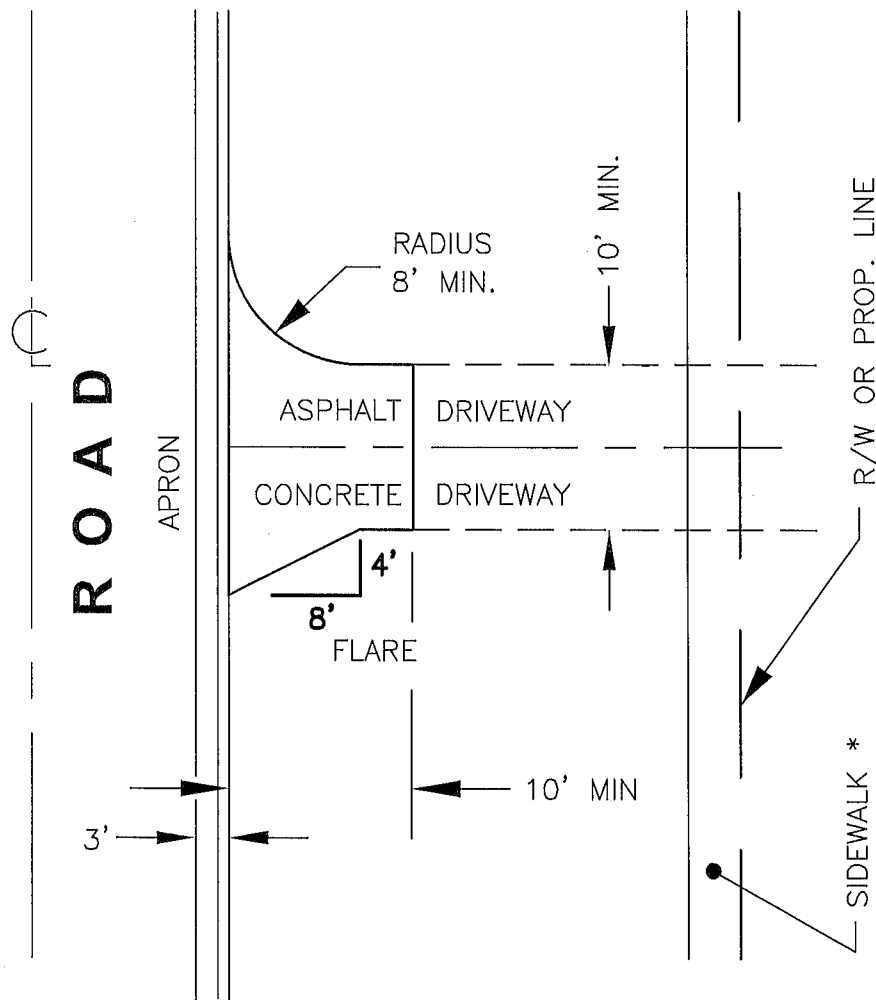 ROAD
APRON
RADIUS
8' MIN.
10' MIN.
ASPHALT DRIVEWAY
CONCRETE DRIVEWAY
4'
8'
FLARE
10' MIN
3'
R/W OR PROP. LINE
SIDEWALK *